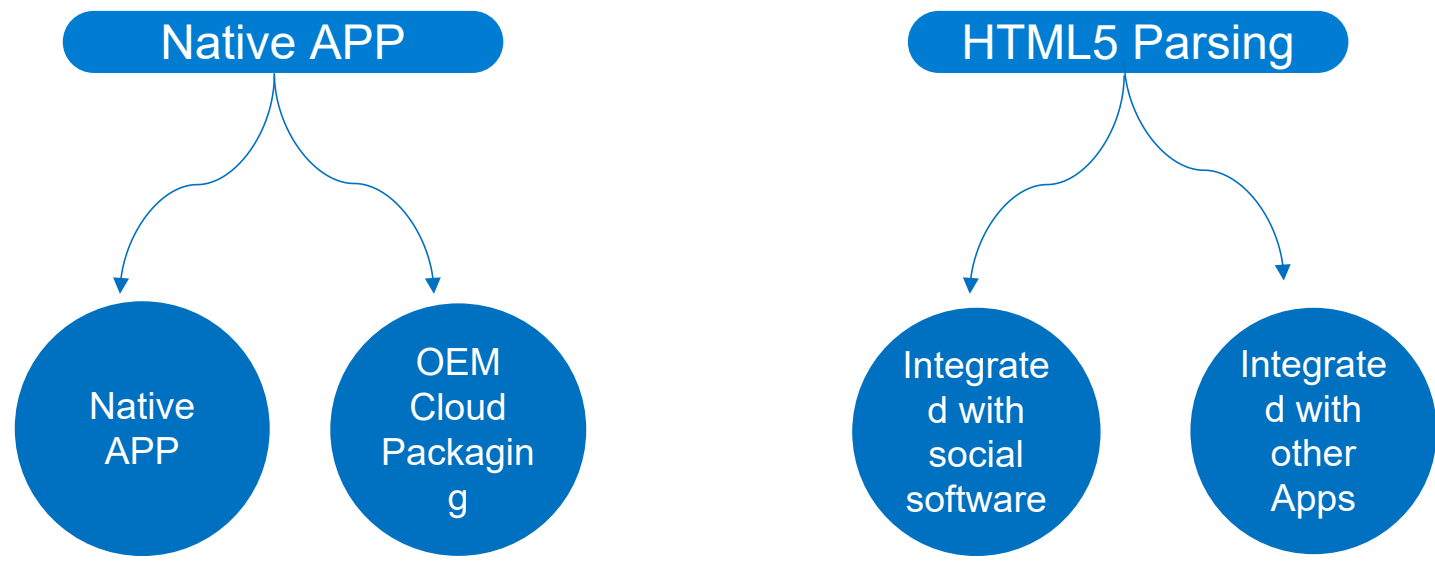 Native APP
HTML5 Parsing
Native
APP
OEM
Cloud
Packagin
g
Integrate
d with
social
software
Integrate
d with
other
Apps